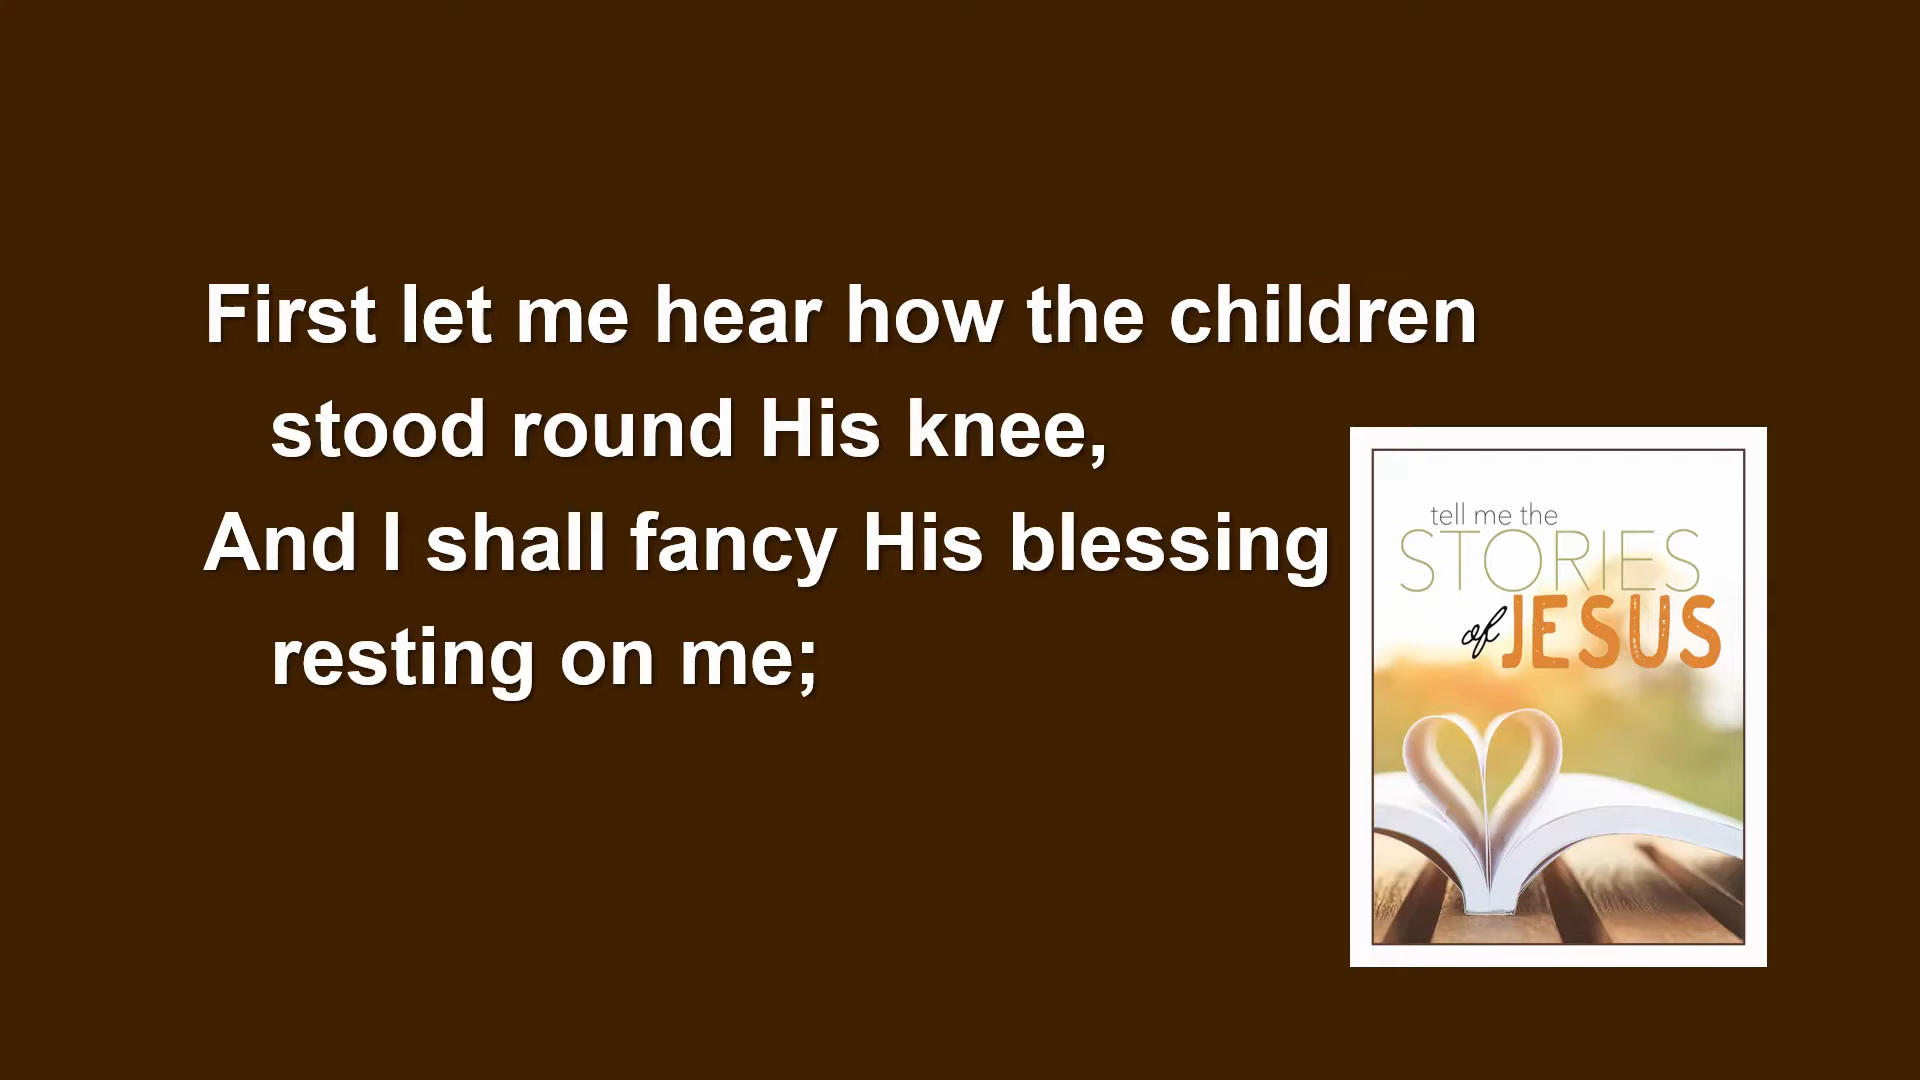 First let me hear how the children
stood round His knee,
And I shall fancy His blessing
resting on me;
tell me the
STORIES
of JESUS